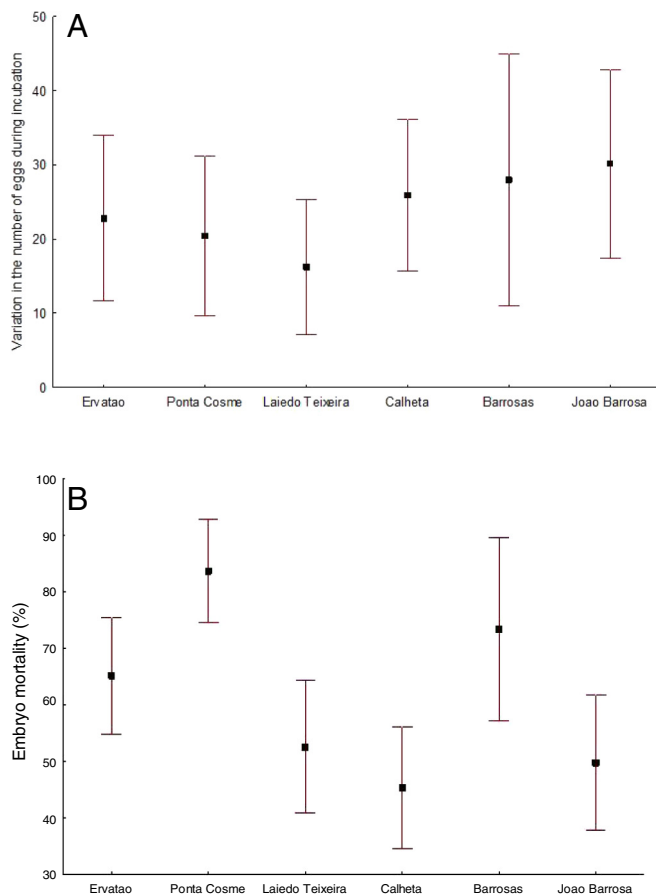 A
Variation in the number of eggs during incubation
50
40
30
20
10
0
Ervatao Ponta Cosme Laiedo Teixeira Calheta Barrosas Joao Barrosa
B
Embryo mortality (%)
100
90
80
70
60
50
40
30
Ervatao Ponta Cosme Laiedo Teixeira Calheta Barrosas Joao Barrosa